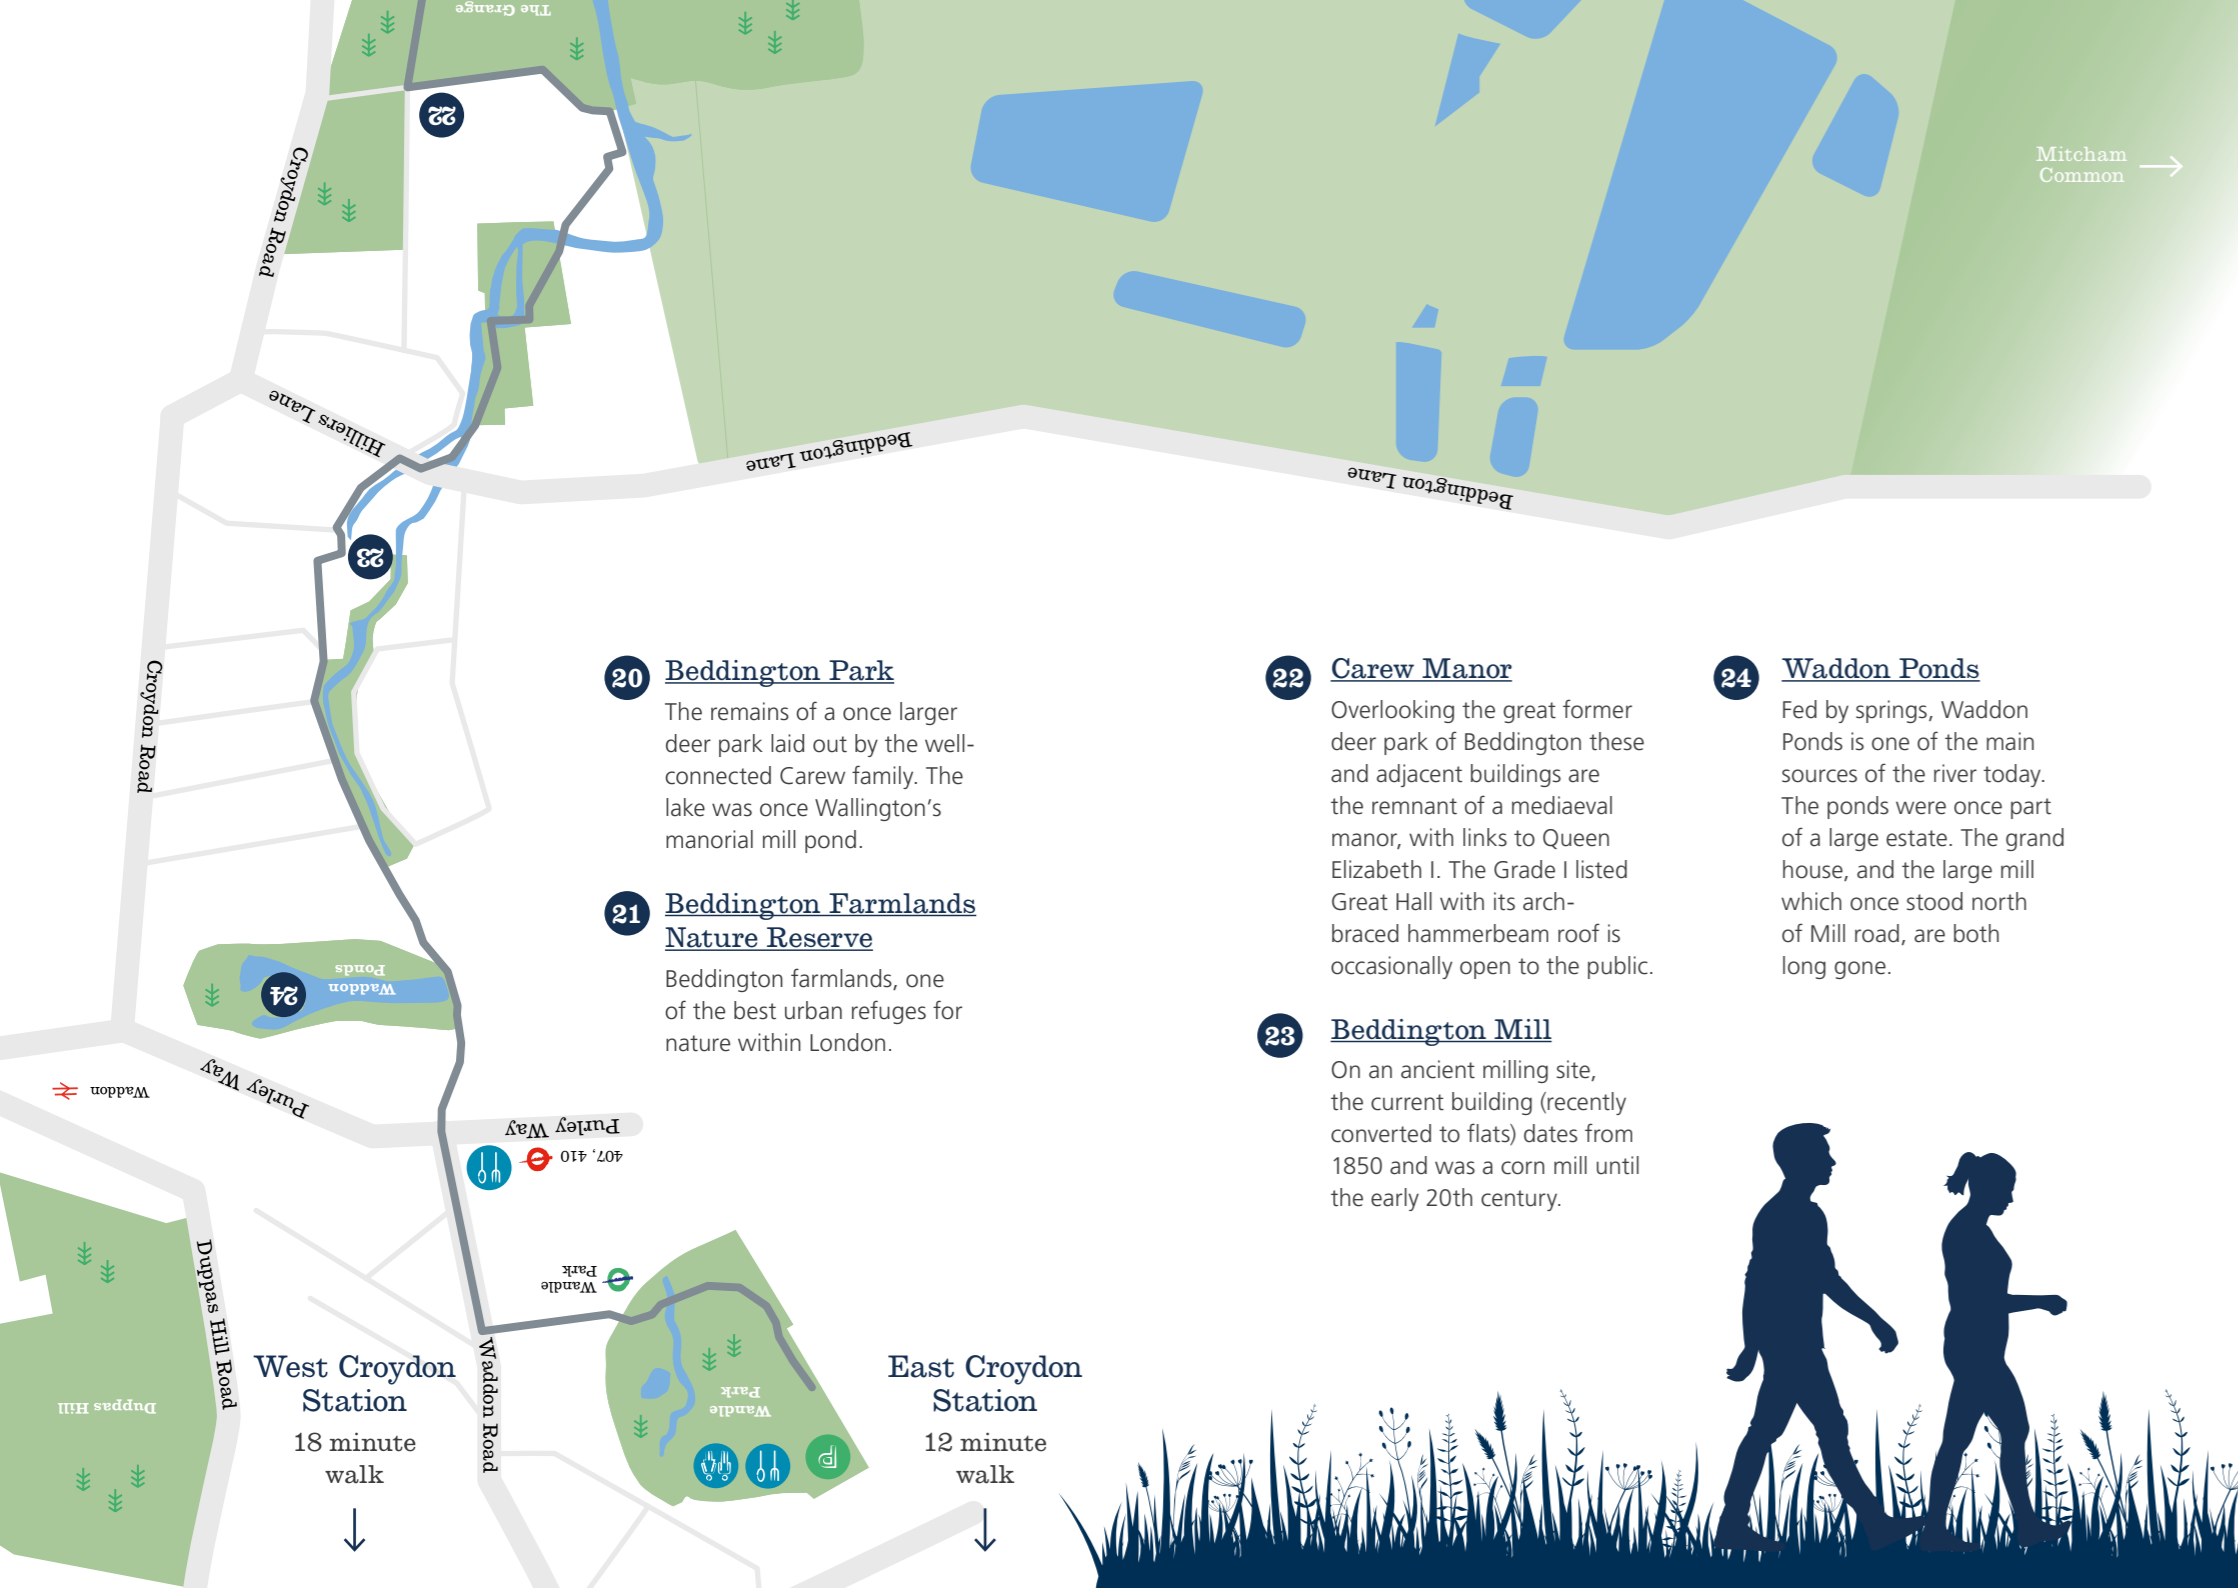 The Grange
22
Croydon Road
Mitcham
Common
Hilliers Lane
Beddington Lane
Beddington Lane
23
Croydon Road
20 Beddington Park
The remains of a once larger
deer park laid out by the well-
connected Carew family. The
lake was once Wallington’s
manorial mill pond.
21 Beddington Farmlands
Nature Reserve
Beddington farmlands, one
of the best urban refuges for
nature within London.
22 Carew Manor
Overlooking the great former
deer park of Beddington these
and adjacent buildings are
the remnant of a mediaeval
manor, with links to Queen
Elizabeth I. The Grade I listed
Great Hall with its arch-
braced hammerbeam roof is
occasionally open to the public.
23 Beddington Mill
On an ancient milling site,
the current building (recently
converted to flats) dates from
1850 and was a corn mill until
the early 20th century.
24 Waddon Ponds
Fed by springs, Waddon
Ponds is one of the main
sources of the river today.
The ponds were once part
of a large estate. The grand
house, and the large mill
which once stood north
of Mill road, are both
long gone.
Waddon
Ponds
24
Purley Way
Waddon
Purley Way
407, 410
Wandle
Park
Duppas Hill Road
Duppas Hill
West Croydon
Station
18 minute
walk
Waddon Road
Wandle
Park
P
East Croydon
Station
12 minute
walk